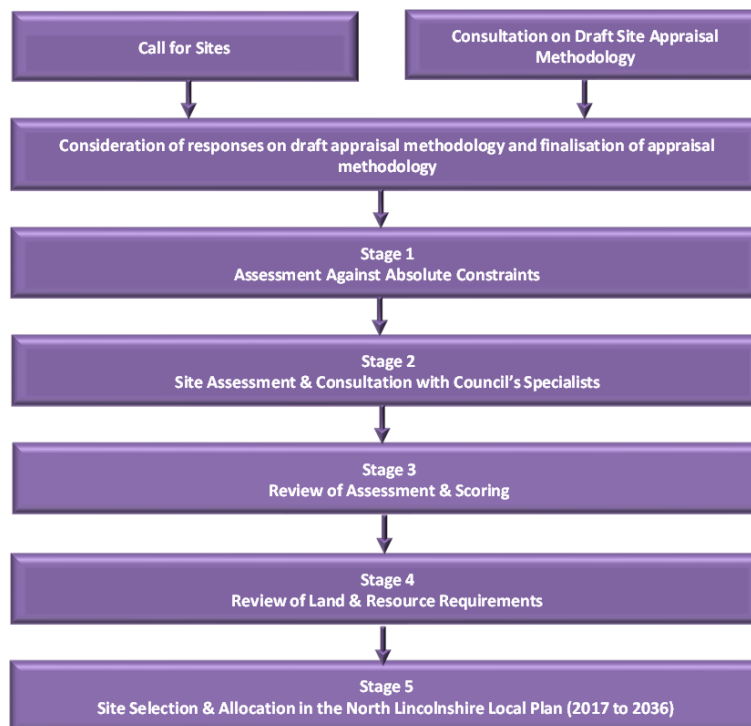 Call for Sites
Consultation on Draft Site Appraisal
Methodology
Consideration of responses on draft appraisal methodology and finalisation of appraisal
methodology
Stage 1
Assessment Against Absolute Constraints
Stage 2
Site Assessment & Consultation with Council's Specialists
Stage 3
Review of Assessment & Scoring
Stage 4
Review of Land & Resource Requirements
Stage 5
Site Selection & Allocation in the North Lincolnshire Local Plan (2017 to 2036)